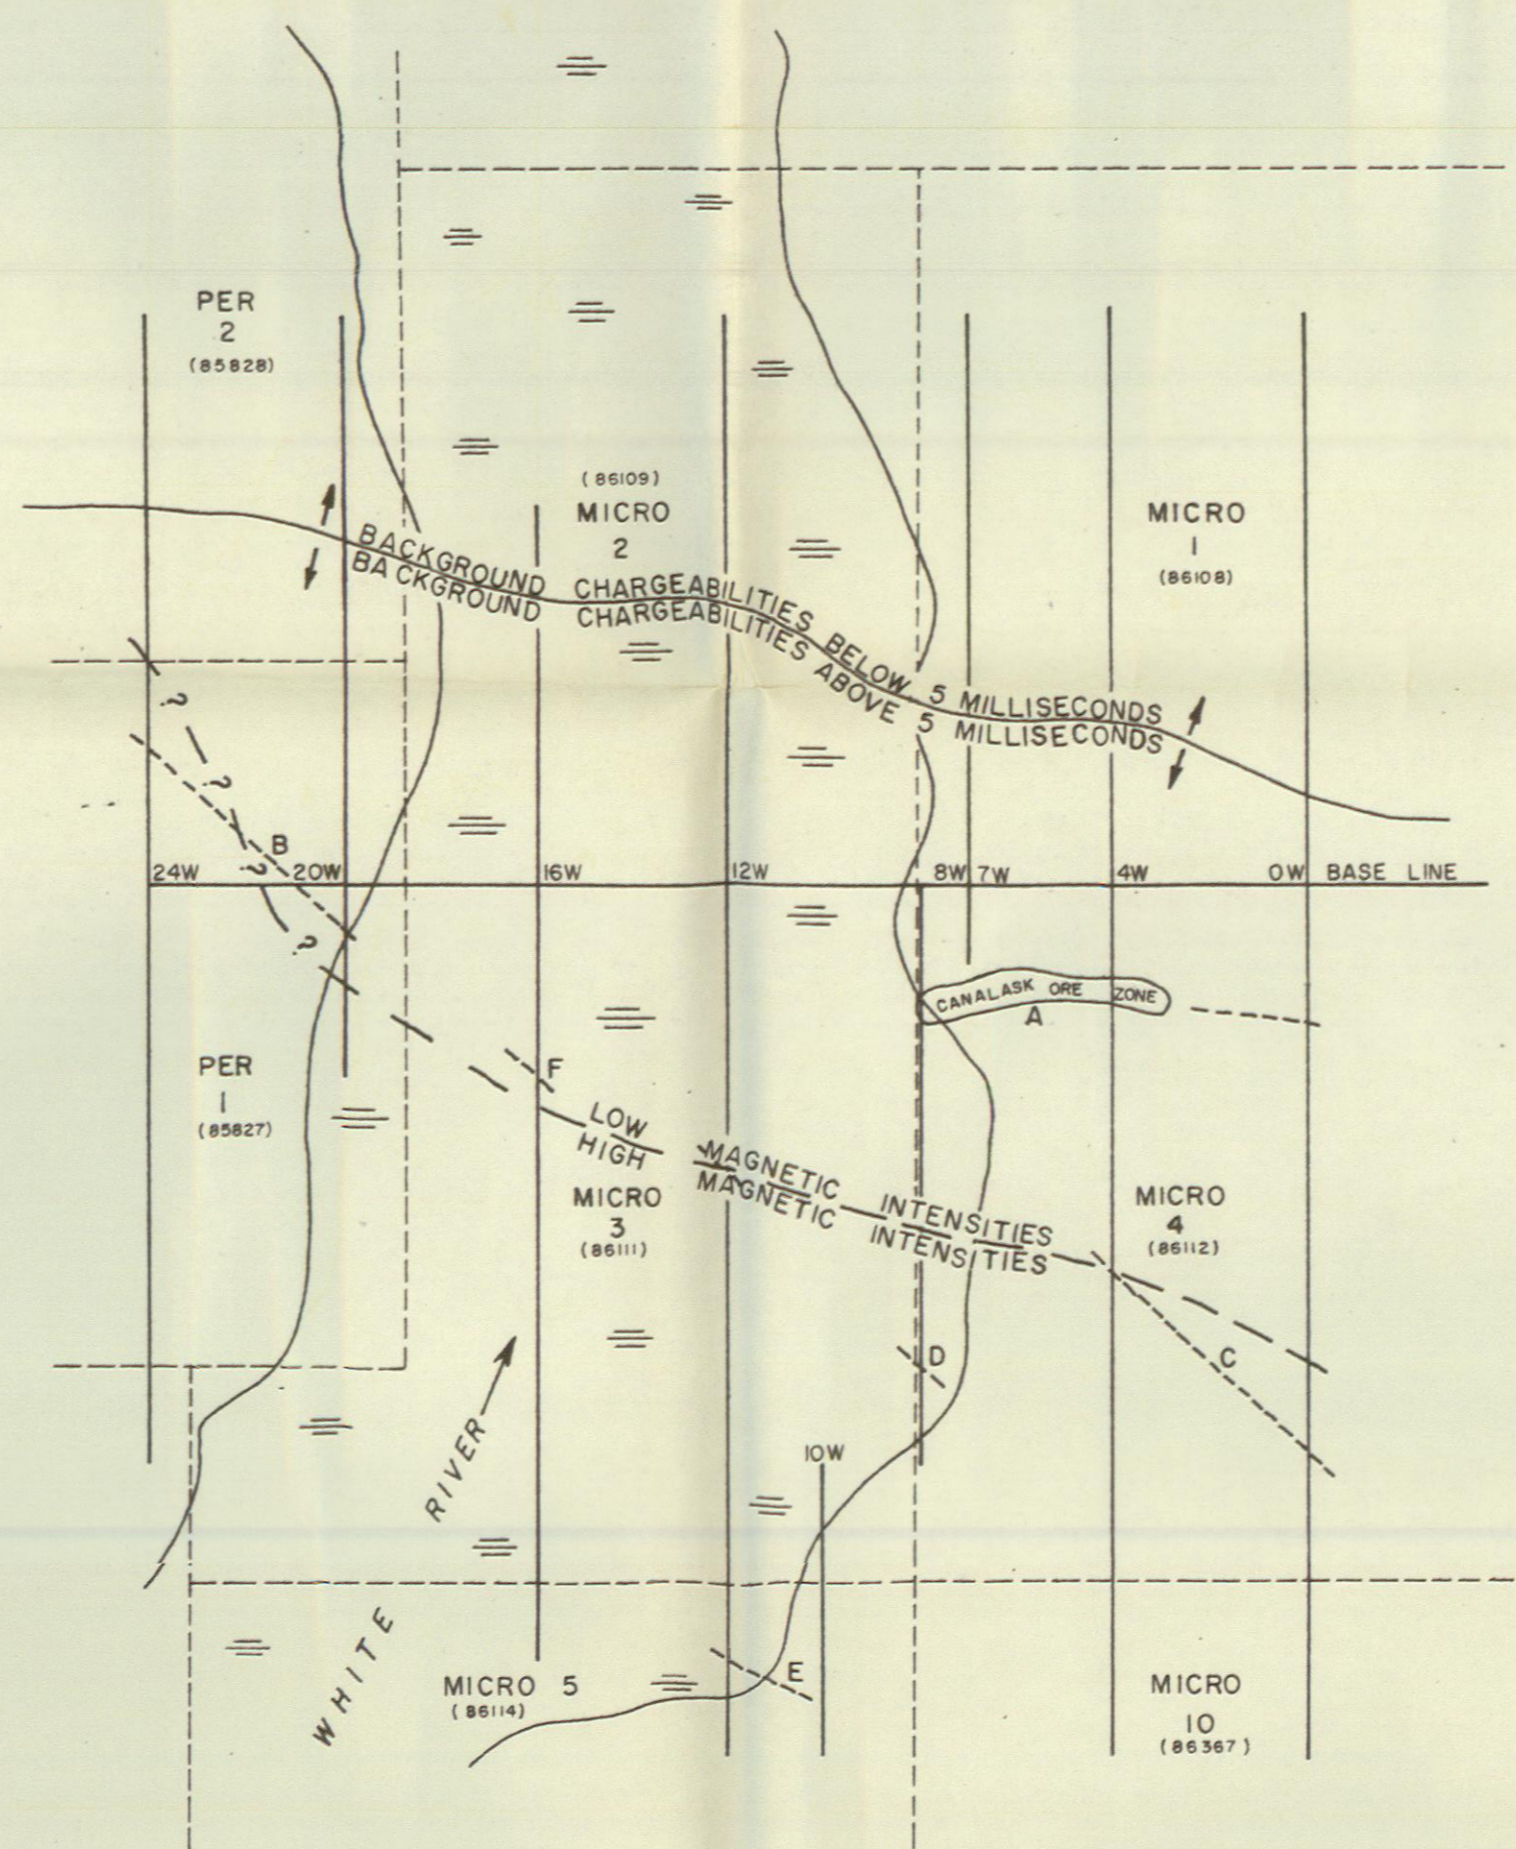 PER
2
(85828)
(86109)
MICRO
2
MICRO
1
(86108)
BACKGROUND CHARGEABILITIES BELOW 5 MILLISECONDS
BACKGROUND CHARGEABILITIES ABOVE 5 MILLISECONDS
?
?
B
?
?
24W 20W 16W 12W 8W 7W 4W 0W BASE LINE
CANALASK ORE ZONE
A
PER
1
(85827)
F
LOW MAGNETIC INTENSITIES
HIGH MAGNETIC INTENSITIES
MICRO
3
(86111)
MICRO
4
(86112)
D
C
10W
WHITE RIVER
E
MICRO 5
(86114)
MICRO
10
(86367)